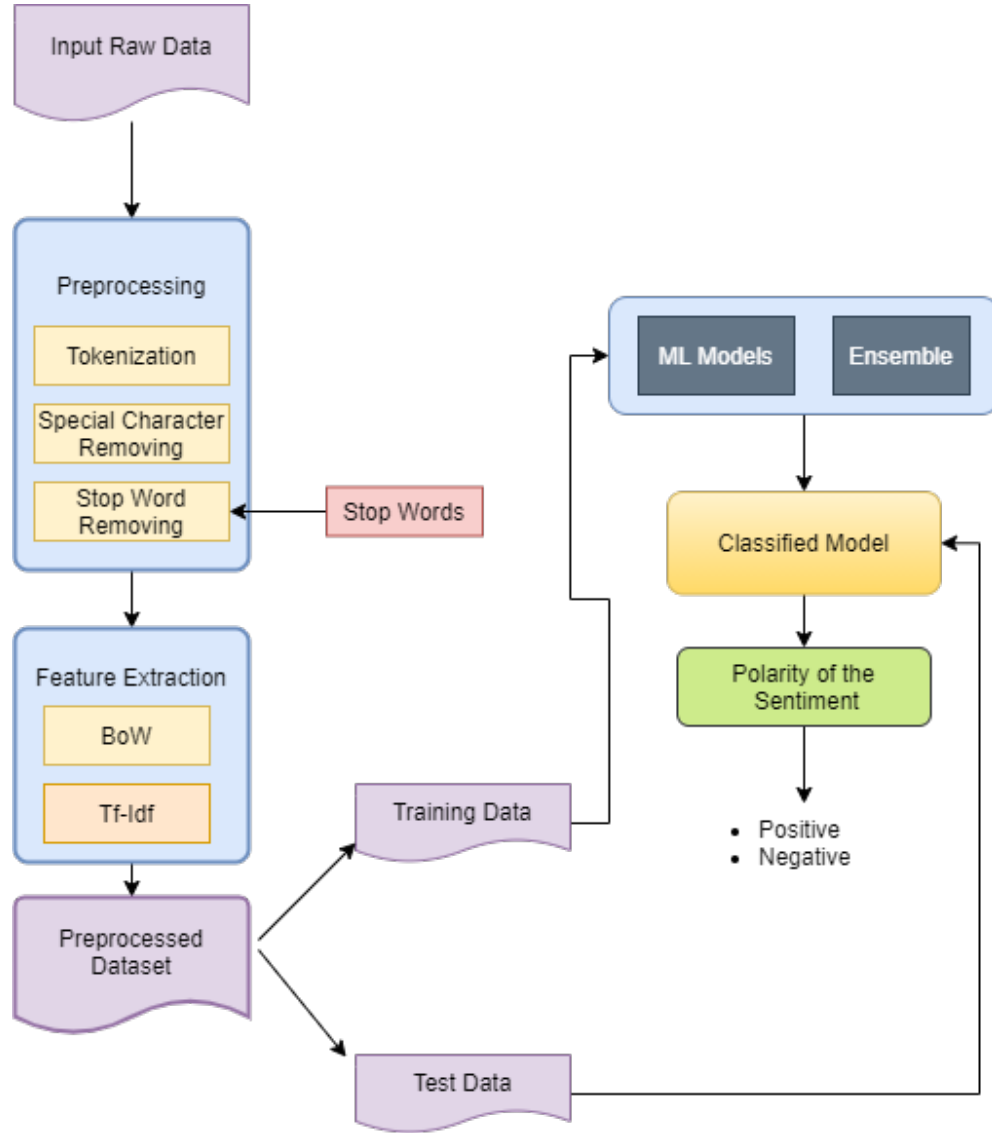 Input Raw Data
Preprocessing
Tokenization
Special Character
Removing
Stop Word
Removing
Stop Words
Feature Extraction
BoW
Tf-Idf
Preprocessed
Dataset
Training Data
Test Data
ML Models
Ensemble
Classified Model
Polarity of the
Sentiment
• Positive
• Negative